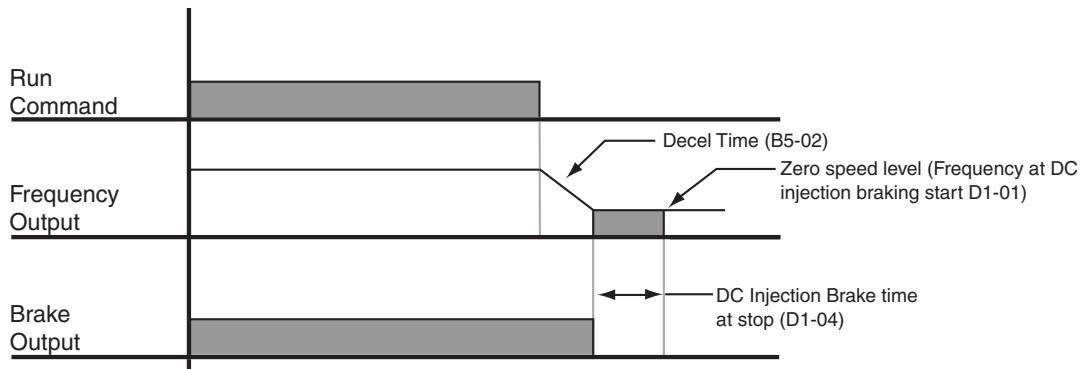 Run
Command
Decel Time (B5-02)
Zero speed level (Frequency at DC
injection braking start D1-01)
Frequency
Output
DC Injection Brake time
at stop (D1-04)
Brake
Output